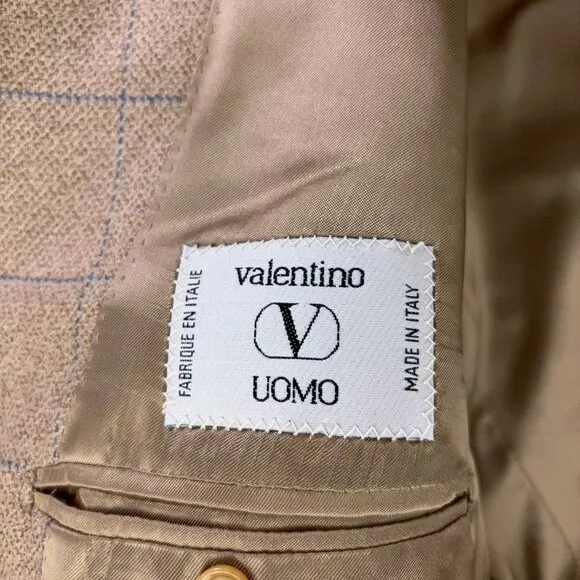 valentino
V
UOMO
FABRIQUE EN ITALIE
MADE IN ITALY